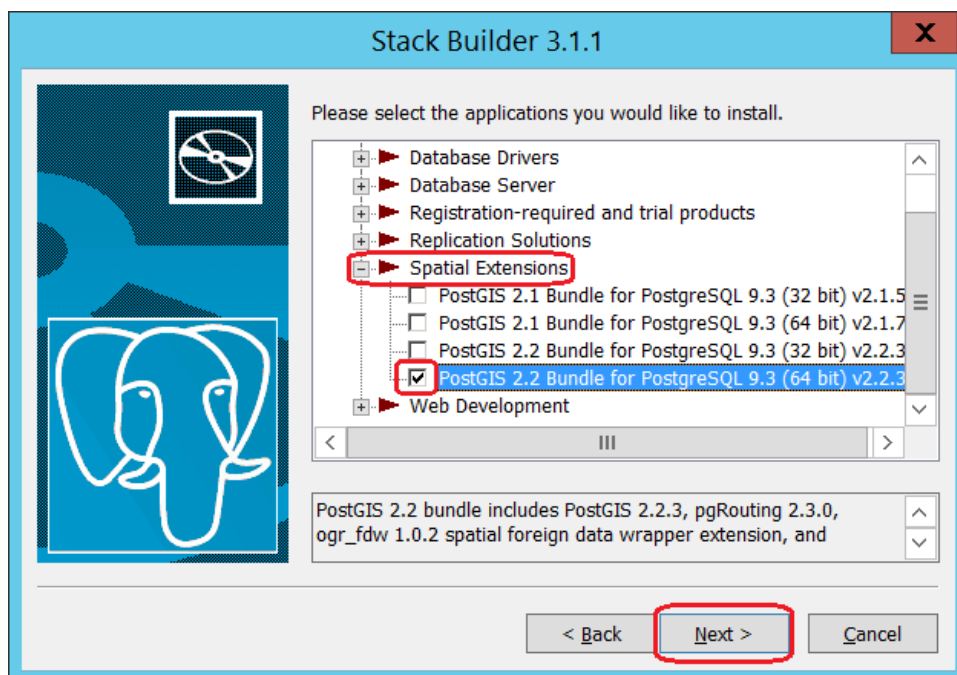 Stack Builder 3.1.1
X
Please select the applications you would like to install.
Database Drivers
Database Server
Registration-required and trial products
Replication Solutions
Spatial Extensions
PostGIS 2.1 Bundle for PostgreSQL 9.3 (32 bit) v2.1.5
PostGIS 2.1 Bundle for PostgreSQL 9.3 (64 bit) v2.1.7
PostGIS 2.2 Bundle for PostgreSQL 9.3 (32 bit) v2.2.3
PostGIS 2.2 Bundle for PostgreSQL 9.3 (64 bit) v2.2.3
Web Development
PostGIS 2.2 bundle includes PostGIS 2.2.3, pgRouting 2.3.0,
ogr_fdw 1.0.2 spatial foreign data wrapper extension, and
< Back Next > Cancel